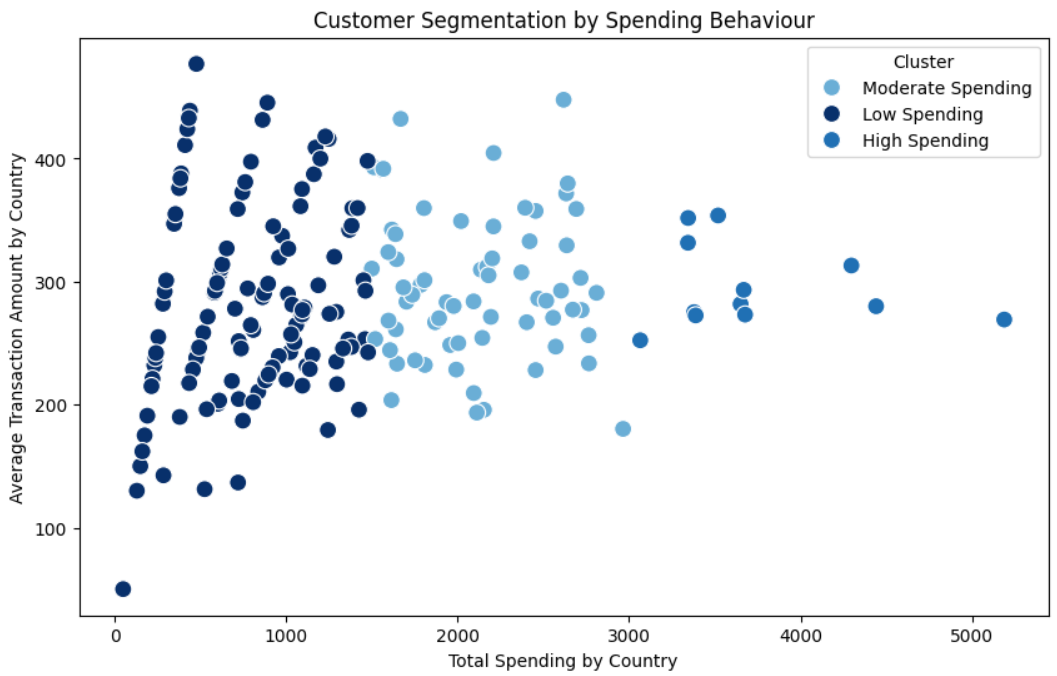 Customer Segmentation by Spending Behaviour
Cluster
Moderate Spending
Low Spending
High Spending
Average Transaction Amount by Country
400
300
200
100
0
1000
2000
3000
4000
5000
Total Spending by Country